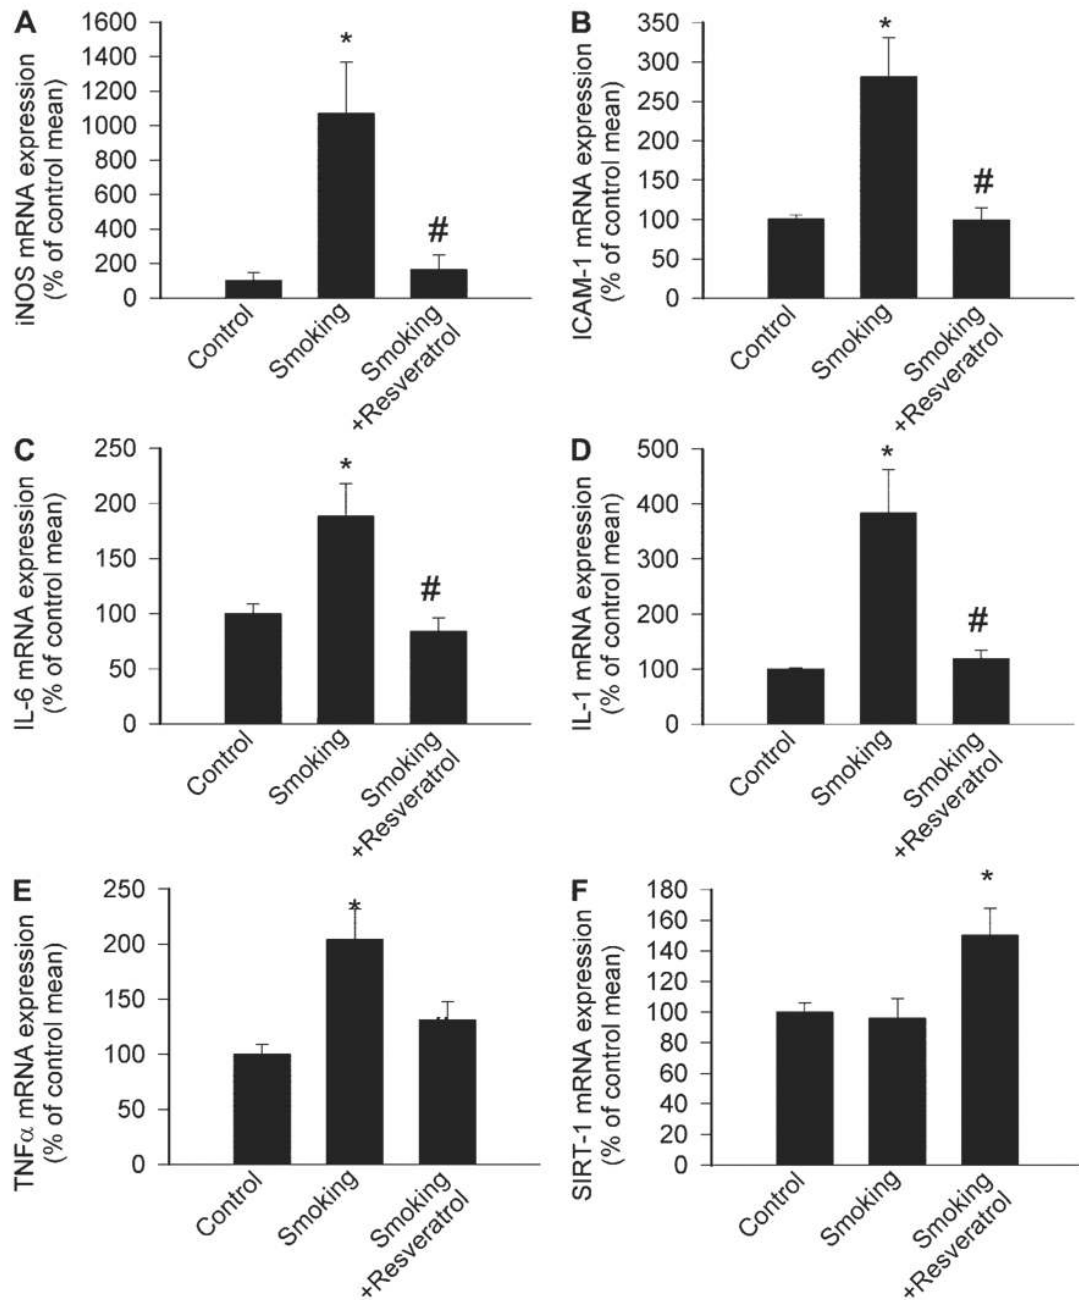 A
iNOS mRNA expression
(% of control mean)
1600
1400
1200
1000
800
600
400
200
0
*
#
Control
Smoking
Smoking
+Resveratrol
B
ICAM-1 mRNA expression
(% of control mean)
350
300
250
200
150
100
50
0
*
#
Control
Smoking
Smoking
+Resveratrol
C
IL-6 mRNA expression
(% of control mean)
250
200
150
100
50
0
*
#
Control
Smoking
Smoking
+Resveratrol
D
IL-1 mRNA expression
(% of control mean)
500
400
300
200
100
0
*
#
Control
Smoking
Smoking
+Resveratrol
E
TNFα mRNA expression
(% of control mean)
250
200
150
100
50
0
*
Control
Smoking
Smoking
+Resveratrol
F
SIRT-1 mRNA expression
(% of control mean)
180
160
140
120
100
80
60
40
20
0
*
Control
Smoking
Smoking
+Resveratrol